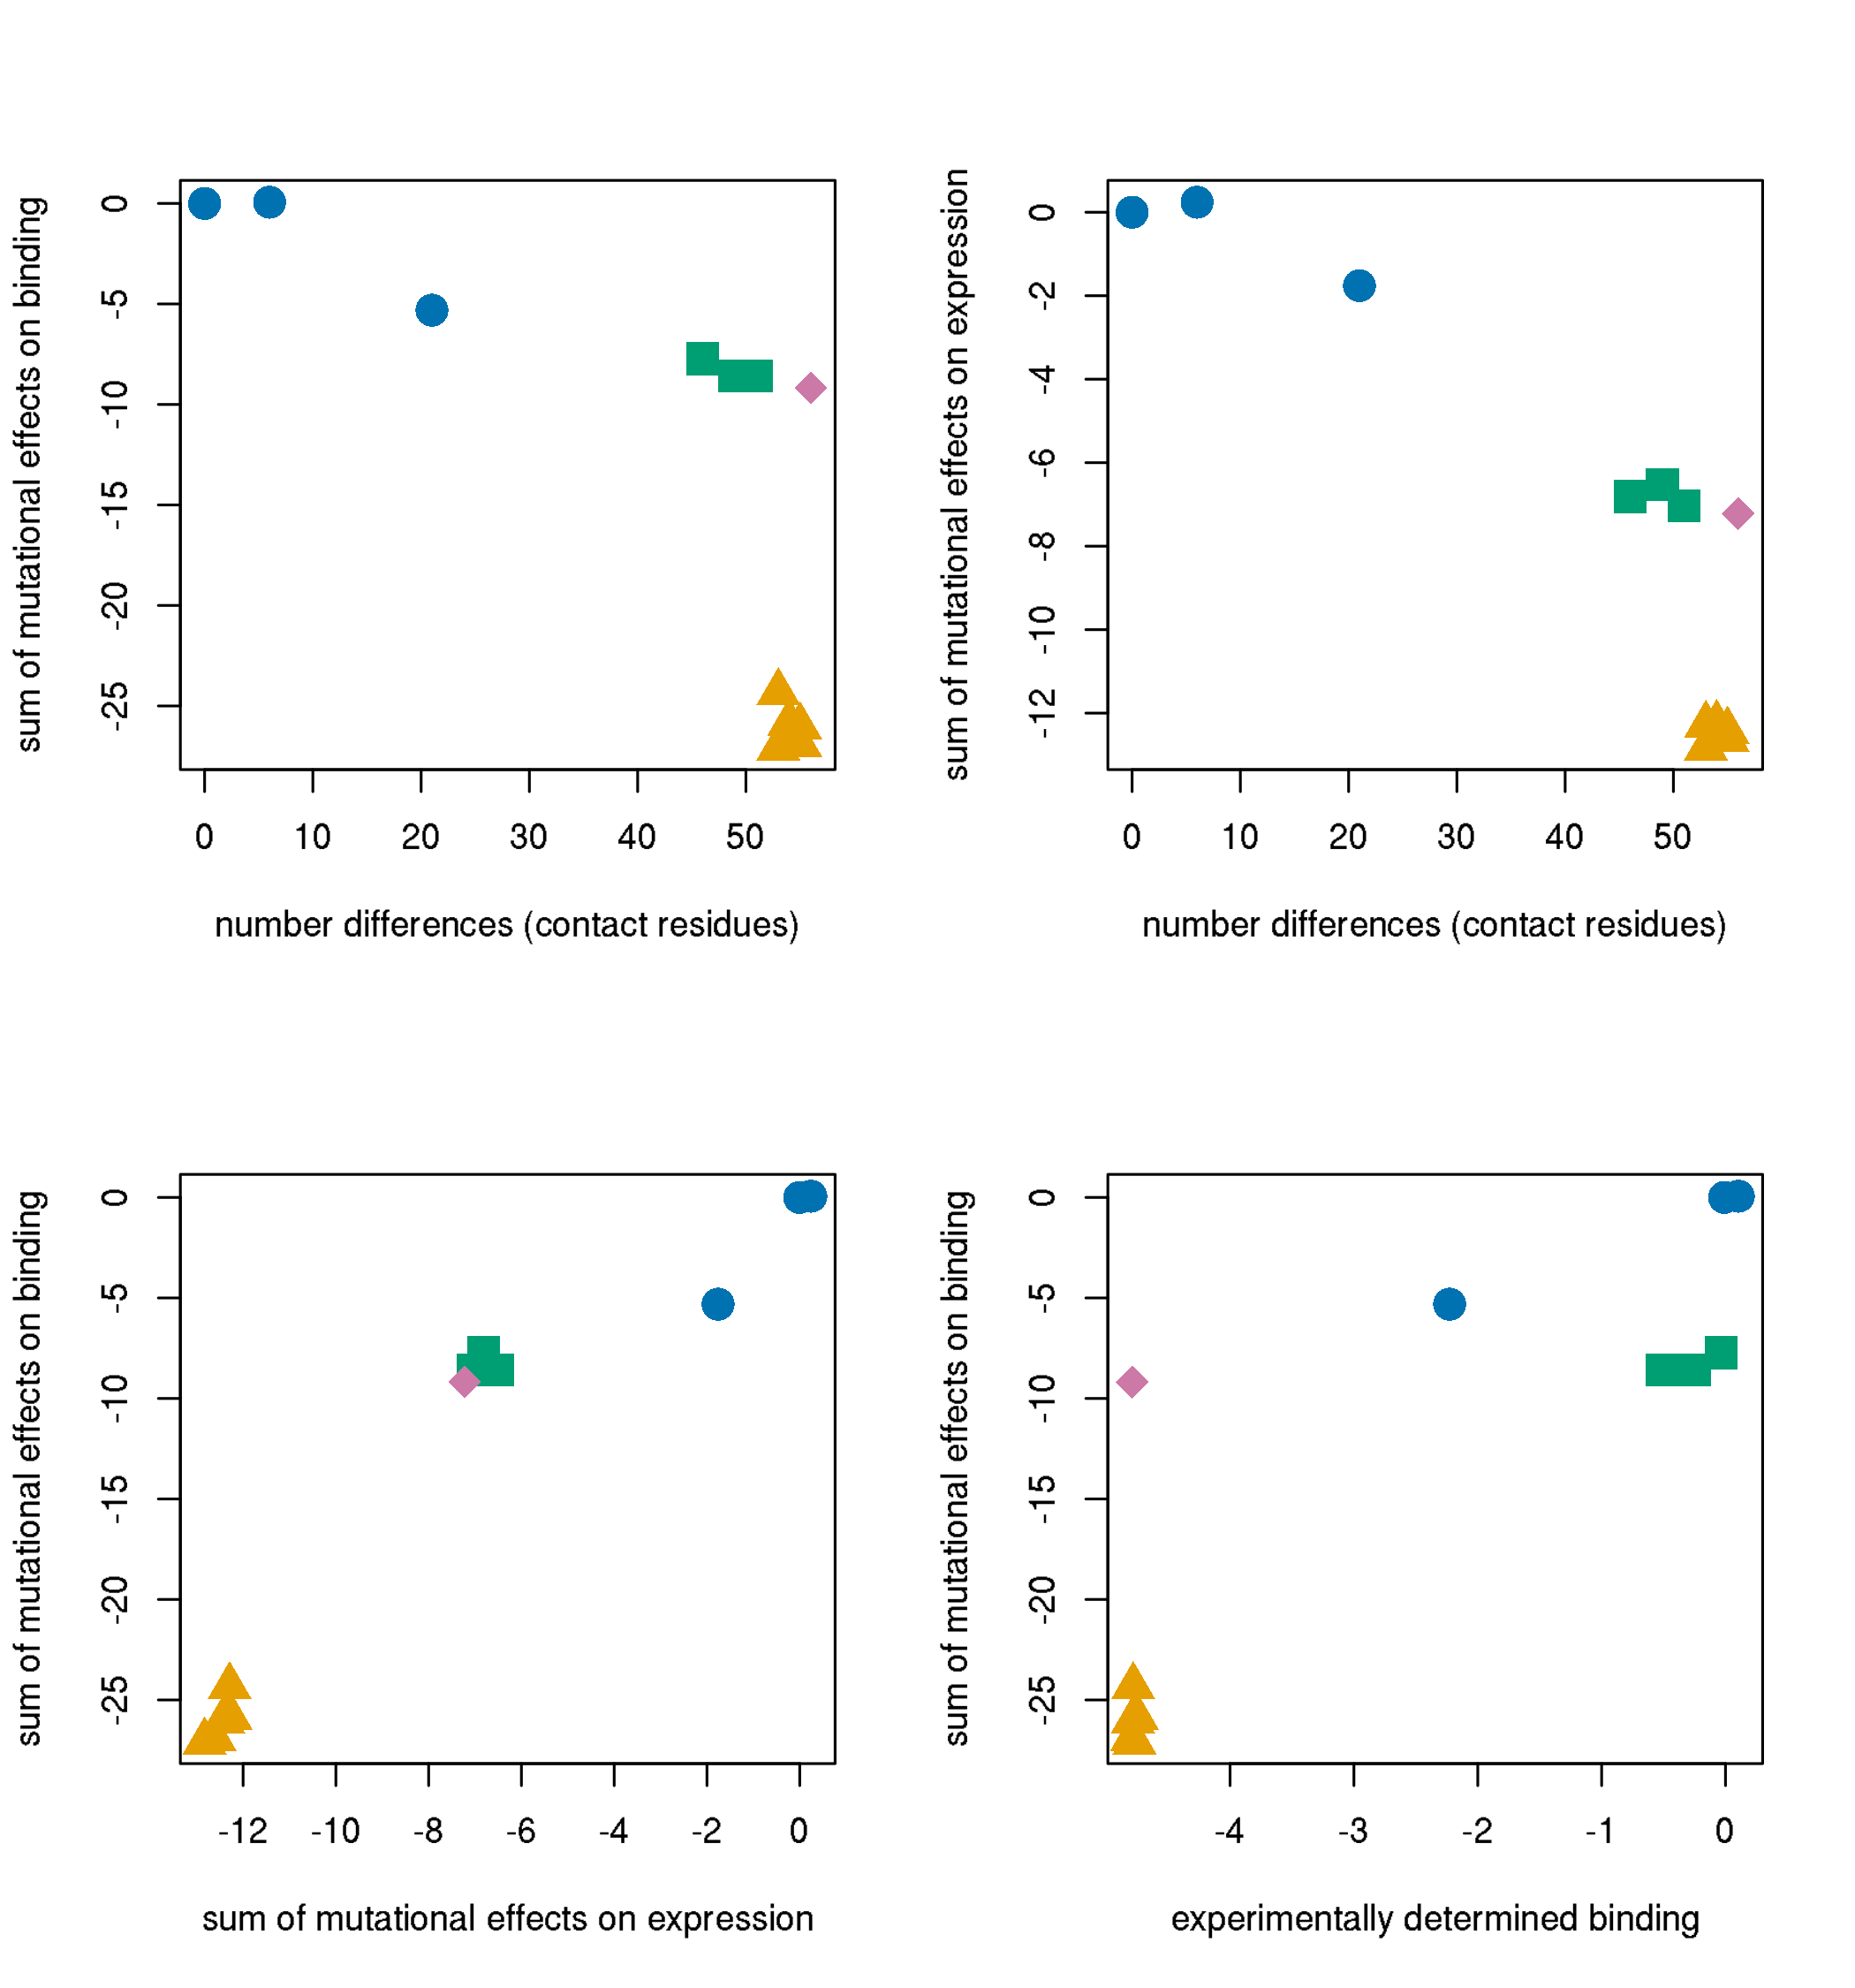 sum of mutational effects on binding
0
-5
-10
-15
-20
-25
0 10 20 30 40 50
number differences (contact residues)
sum of mutational effects on expression
0
-2
-4
-6
-8
-10
-12
0 10 20 30 40 50
number differences (contact residues)
sum of mutational effects on binding
0
-5
-10
-15
-20
-25
-12 -10 -8 -6 -4 -2 0
sum of mutational effects on expression
sum of mutational effects on binding
0
-5
-10
-15
-20
-25
-4 -3 -2 -1 0
experimentally determined binding